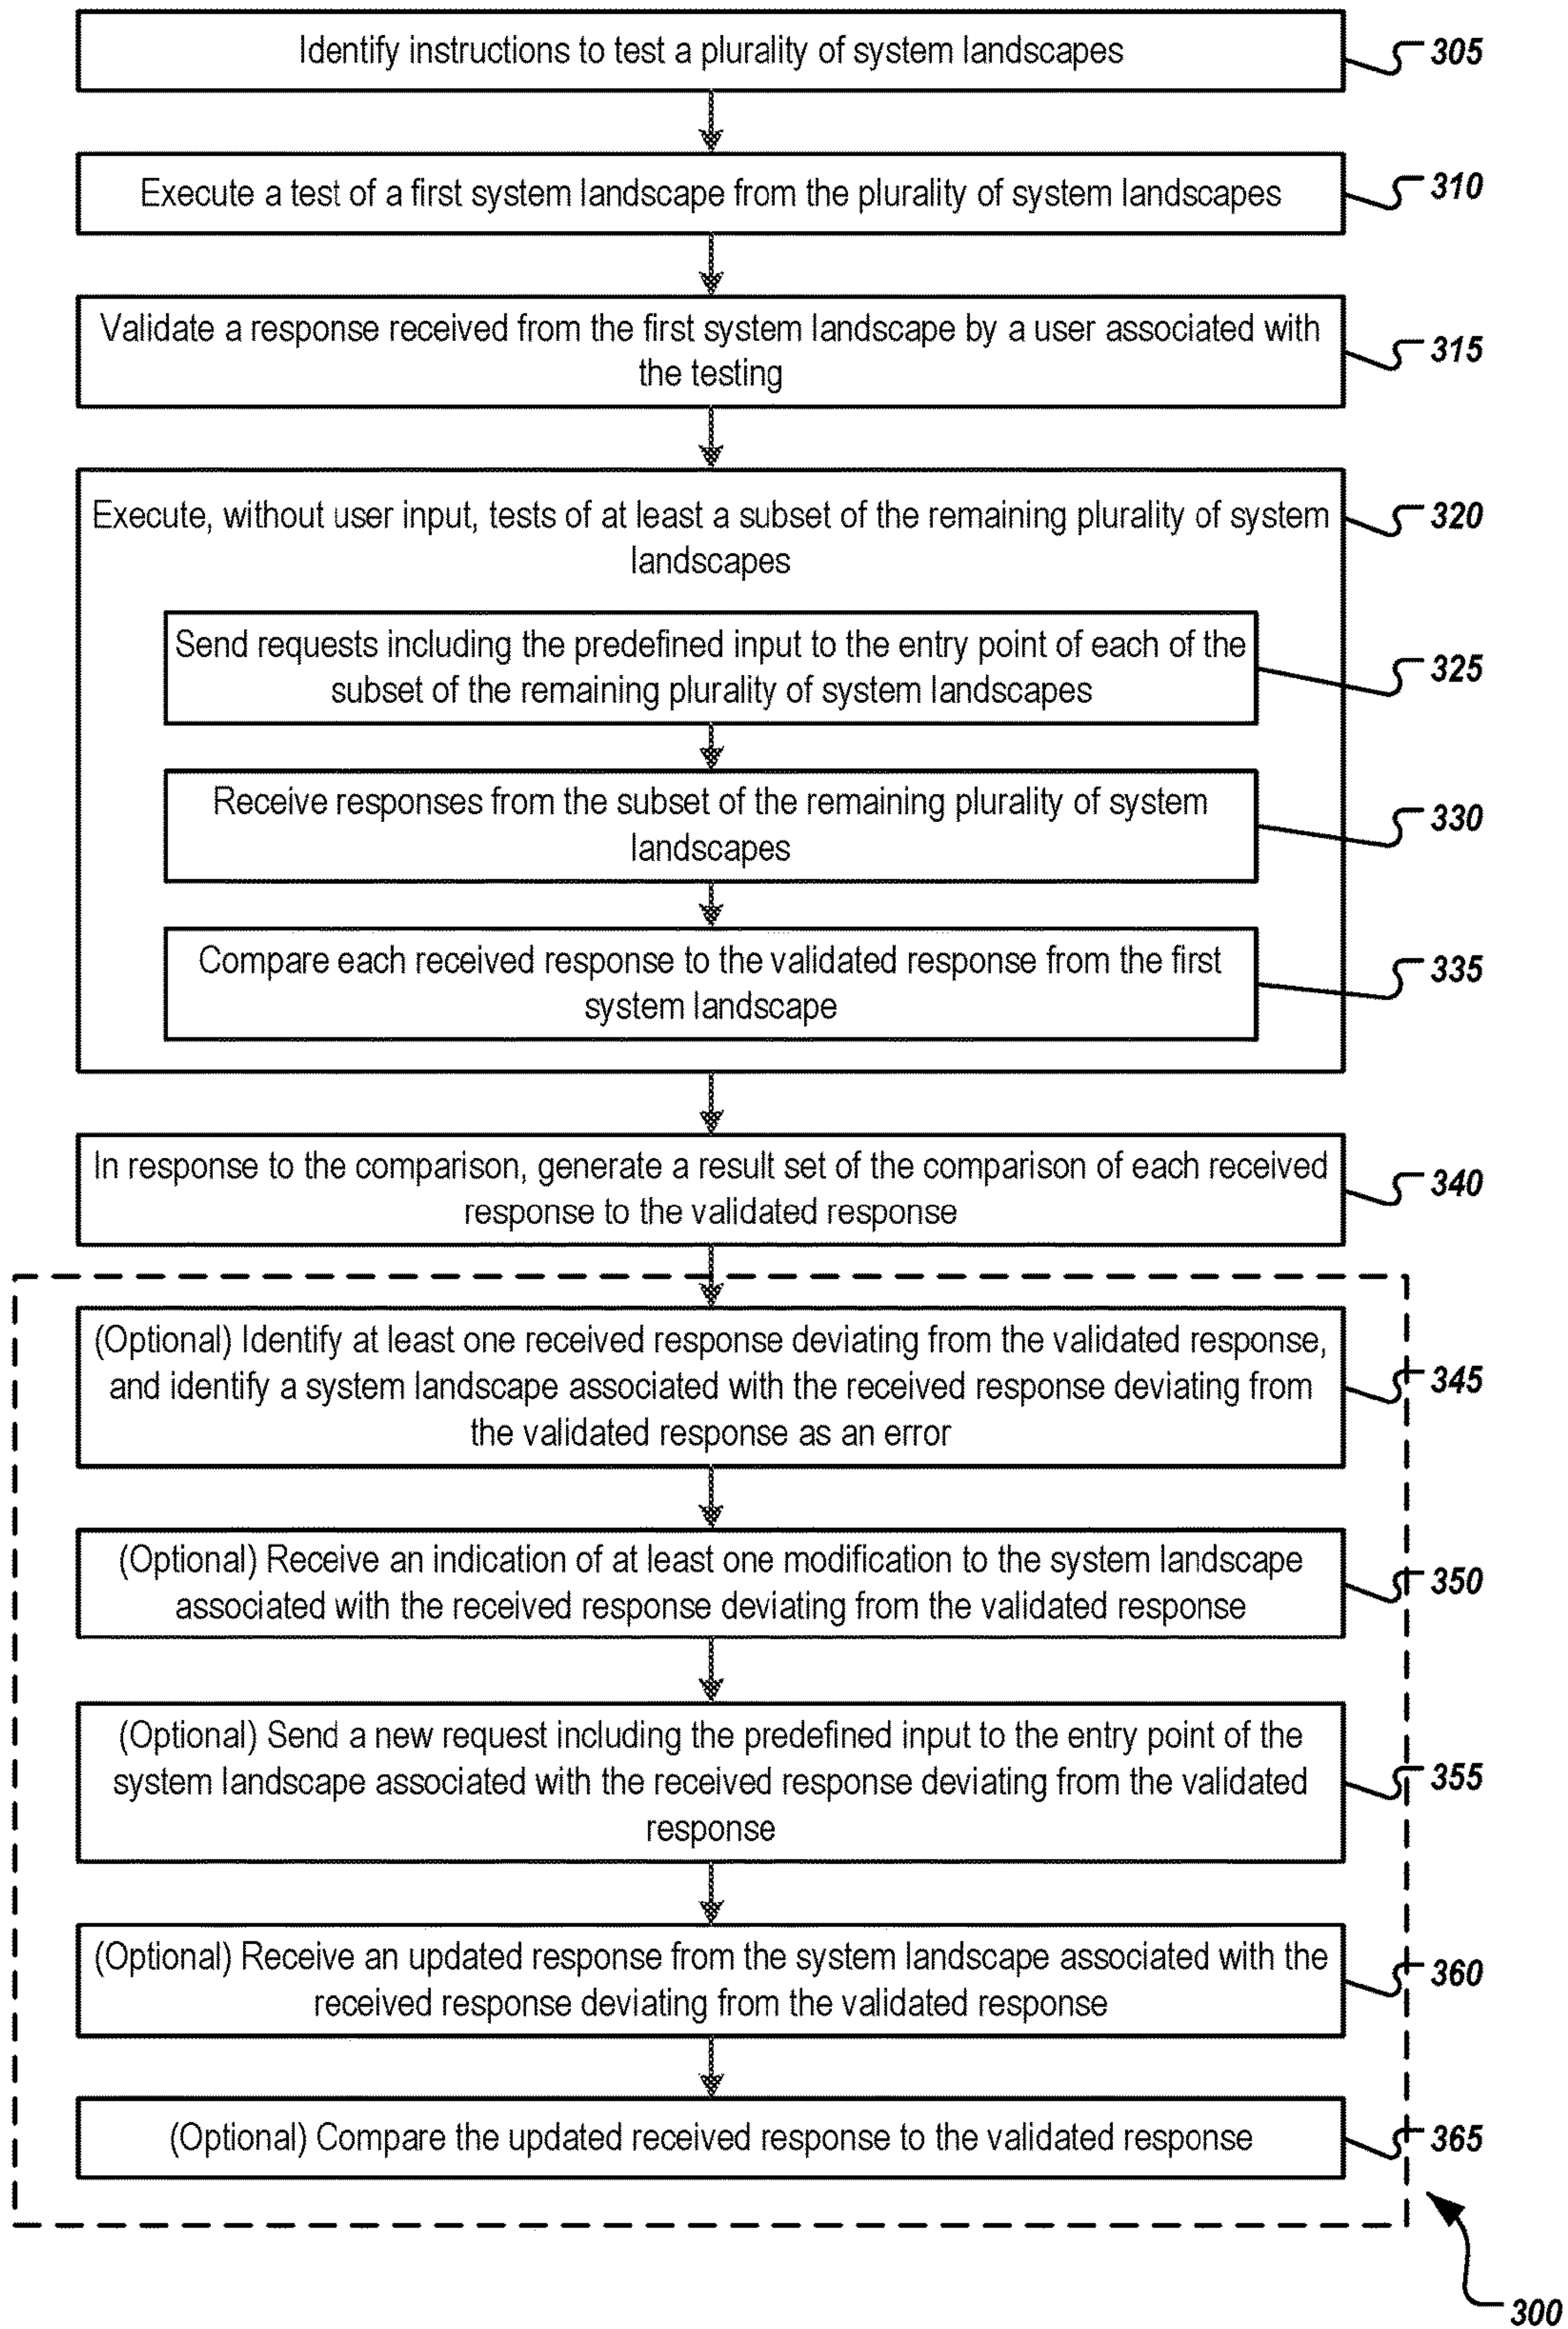 Identify instructions to test a plurality of system landscapes
305
Execute a test of a first system landscape from the plurality of system landscapes
310
Validate a response received from the first system landscape by a user associated with
the testing
315
Execute, without user input, tests of at least a subset of the remaining plurality of system
landscapes
320
Send requests including the predefined input to the entry point of each of the
subset of the remaining plurality of system landscapes
325
Receive responses from the subset of the remaining plurality of system
landscapes
330
Compare each received response to the validated response from the first
system landscape
335
In response to the comparison, generate a result set of the comparison of each received
response to the validated response
340
(Optional) Identify at least one received response deviating from the validated response,
and identify a system landscape associated with the received response deviating from
the validated response as an error
345
(Optional) Receive an indication of at least one modification to the system landscape
associated with the received response deviating from the validated response
350
(Optional) Send a new request including the predefined input to the entry point of the
system landscape associated with the received response deviating from the validated
response
355
(Optional) Receive an updated response from the system landscape associated with the
received response deviating from the validated response
360
(Optional) Compare the updated received response to the validated response
365
300